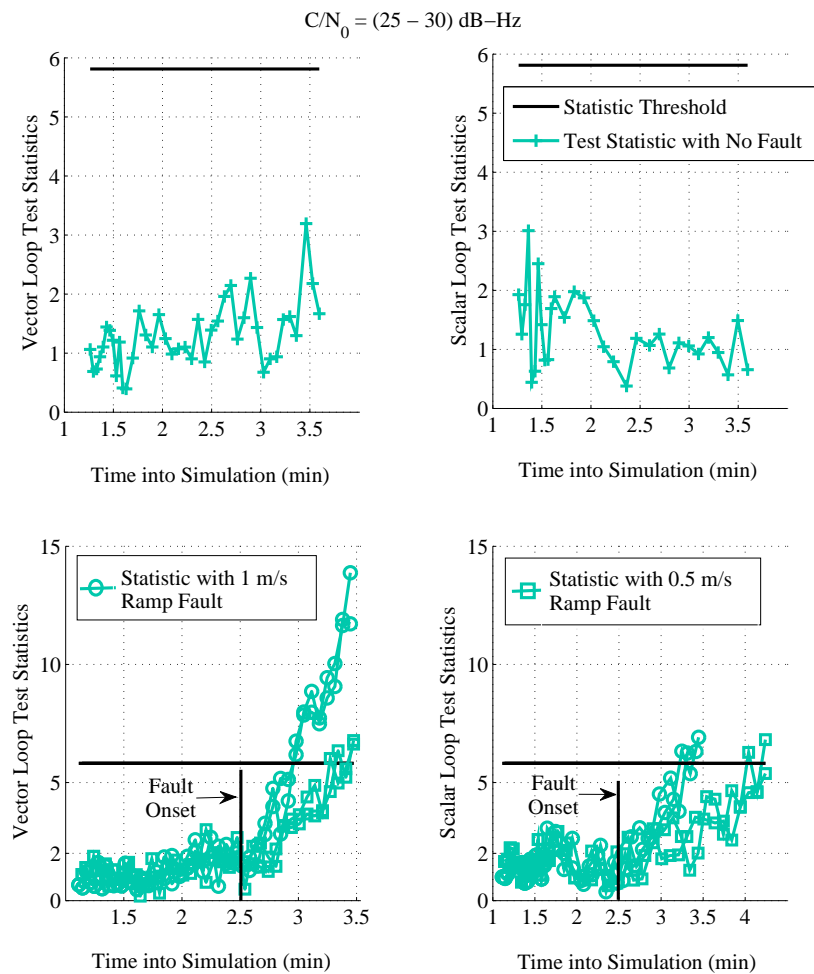 C/N0 = (25 − 30) dB−Hz
6
5
4
3
2
1
0
Vector Loop Test Statistics
1
1.5
2
2.5
3
3.5
Time into Simulation (min)
6
5
4
3
2
1
0
Scalar Loop Test Statistics
Statistic Threshold
Test Statistic with No Fault
1
1.5
2
2.5
3
3.5
Time into Simulation (min)
15
10
5
2
0
Vector Loop Test Statistics
Statistic with 1 m/s
Ramp Fault
Fault
Onset
1.5
2
2.5
3
3.5
Time into Simulation (min)
15
10
5
2
0
Scalar Loop Test Statistics
Statistic with 0.5 m/s
Ramp Fault
Fault
Onset
1
1.5
2
2.5
3
3.5
4
Time into Simulation (min)